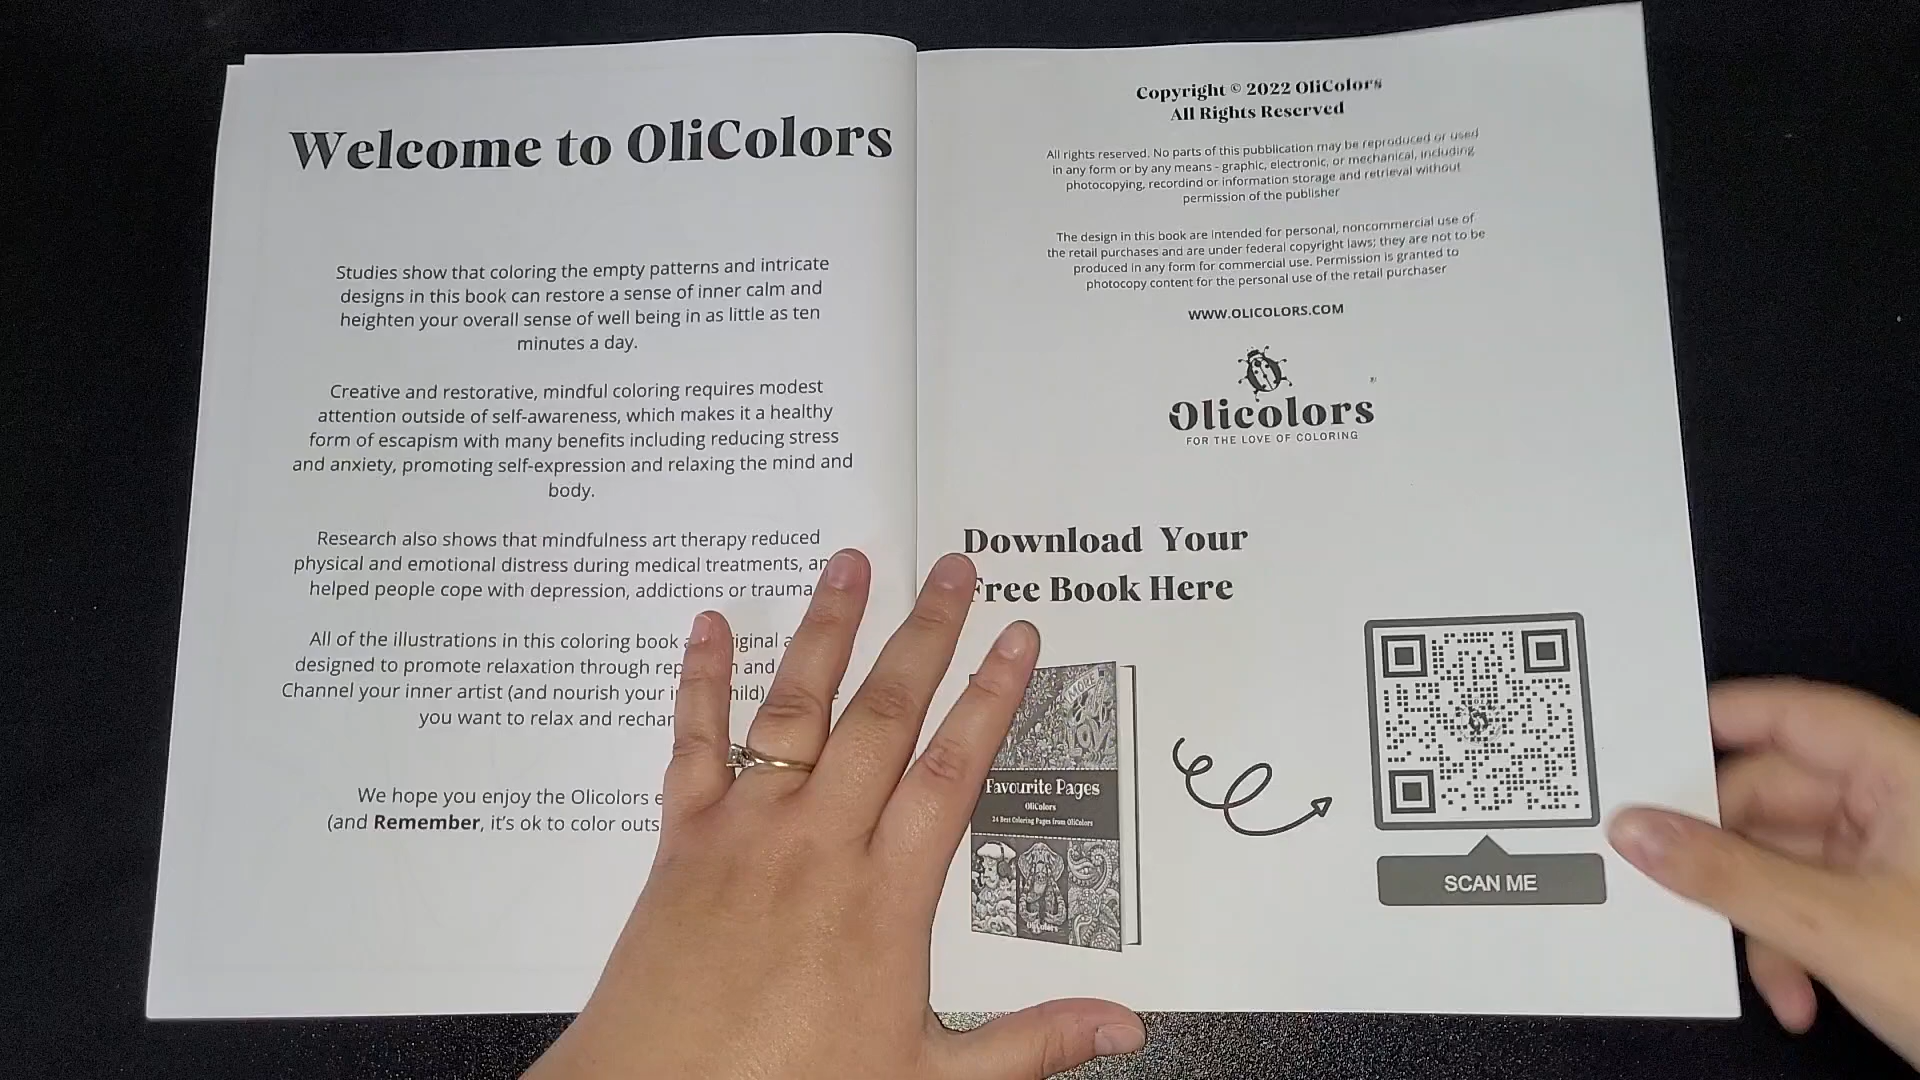 Welcome to OliColors
Studies show that coloring the empty patterns and intricate
designs in this book can restore a sense of inner calm and
heighten your overall sense of well being in as little as ten
minutes a day.
Creative and restorative, mindful coloring requires modest
attention outside of self-awareness, which makes it a healthy
form of escapism with many benefits including reducing stress
and anxiety, promoting self-expression and relaxing the mind and
body.
Research also shows that mindfulness art therapy reduced
physical and emotional distress during medical treatments,
helped people cope with depression, addictions or trauma
All of the illustrations in this coloring book
designed to promote relaxation through and
Channel your inner artist (and nourish your
you want to relax and
We hope you enjoy the Olicolors
(and Remember, it's ok to color
Copyright © 2022 OliColors
All Rights Reserved
All rights reserved. No parts of this pubblication may be reproduced or used
in any form or by any means - graphic, electronic, or mechanical, including
photocopying, recordind or information storage and retrieval without
permission of the publisher
The design in this book are intended for personal, noncommercial use of
the retail purchases and are under federal copyright laws; they are not to be
produced in any form for commercial use. Permission is granted to
photocopy content for the personal use of the retail purchaser
WWW.OLICOLORS.COM
Olicolors
FOR THE LOVE OF COLORING
Download Your
Free Book Here
LOVE
Favourite Pages
OliColors
24 Best Coloring Pages from OliColors
OliColors
SCAN ME